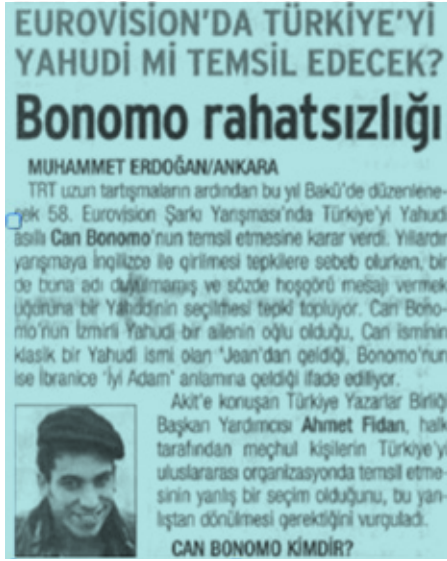 EUROVİSİON'DA TÜRKİYE'Yİ
YAHUDİ Mİ TEMSİL EDECEK?
Bonomo rahatsızlığı
MUHAMMET ERDOĞAN/ANKARA
TRT uzun tartışmaların ardından bu yıl Bakü'de düzenlene-
cek 58. Eurovision Şarkı Yarışması'nda Türkiye'yi Yahudi
asıllı Can Bonomo'nun temsil etmesine karar verdi. Yıllardır
yarışmaya İngilizce ile girilmesi tepkilere sebeb olurken, bir
de buna adı duyulmamış ve sözde hoşgörü mesajı vermek
uğuruna bir Yahudinin seçilmesi tepki topluyor. Can Bono-
mo'nun İzmirli Yahudi bir ailenin oğlu olduğu, Can isminin
klasik bir Yahudi ismi olan 'Jean'dan geldiği, Bonomo'nun
ise İbranice 'İyi Adam' anlamına geldiği ifade ediliyor.
Akit'e konuşan Türkiye Yazarlar Birliği
Başkan Yardımcısı Ahmet Fidan, halk
tarafından meçhul kişilerin Türkiye'yi
uluslararası organizasyonda temsil etme-
sinin yanlış bir seçim olduğunu, bu yan-
lıştan dönülmesi gerektiğini vurguladı.
CAN BONOMO KİMDİR?